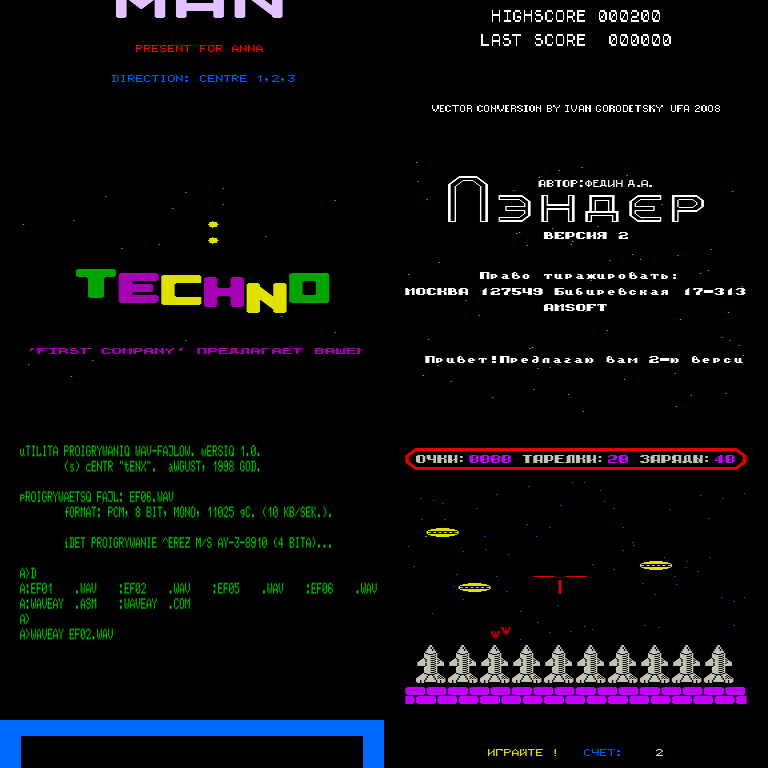 MAN
PRESENT FOR ANNA
DIRECTION: CENTRE 1,2,3
HIGHSCORE 000200
LAST SCORE 000000
VECTOR CONVERSION BY IVAN GORODETSKY UFA 2008
TECHNO
'FIRST COMPANY' ПРЕДЛАГАЕТ ВАШЕМ
АВТОР:ФЕДИН Д.А.
ЛЭНДЕР
ВЕРСИЯ 2
Право тиражировать:
МОСКВА 127549 Бибиревская 17-313
AMSOFT
Привет!Предлагаю вам 2-ю верси
uTILITA PROIGRYWANIQ WAV-FAJLOW. wERSIQ 1.0.
(s) cENTR "tENX". aWGUST, 1998 GOD.
pROIGRYWAETSQ FAJL: EF06.WAV
fORMAT: PCM, 8 BIT, MONO, 11025 gC. (10 KB/SEK.).
iDET PROIGRYWANIE ^EREZ M/S AY-3-8910 (4 BITA)...
A>D
A:EF01 .WAV :EF02 .WAV :EF05 .WAV :EF06 .WAV
A:WAVEAY .ASM :WAVEAY .COM
A>
A>WAVEAY EF02.WAV
ОЧКИ: 0000 ТАРЕЛКИ: 20 ЗАРЯДЫ: 40
ИГРАЙТЕ ! СЧЕТ: 2